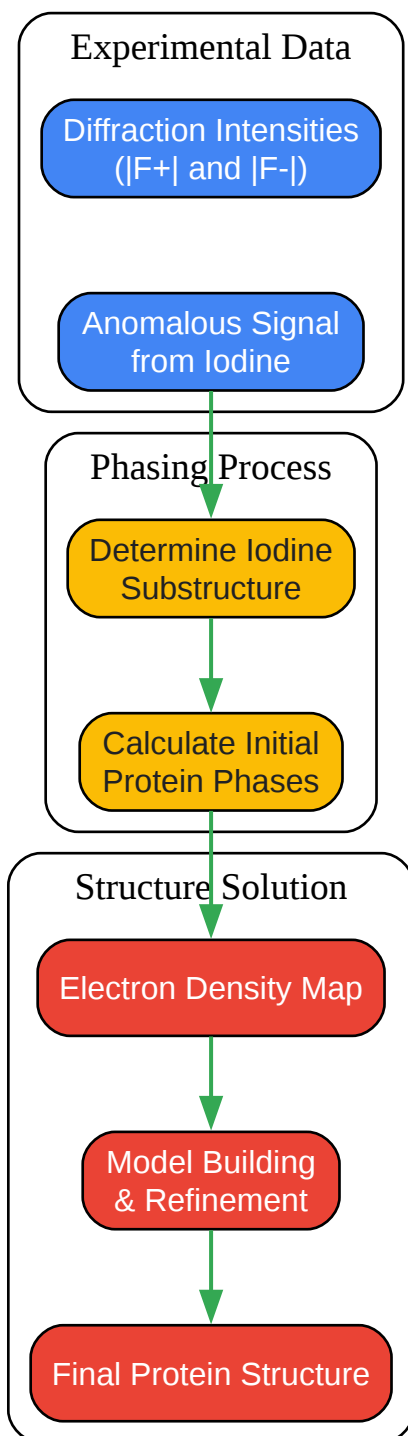 Experimental Data
Diffraction Intensities
(|F+| and |F-|)
Anomalous Signal
from Iodine
Phasing Process
Determine Iodine
Substructure
Calculate Initial
Protein Phases
Structure Solution
Electron Density Map
Model Building
& Refinement
Final Protein Structure